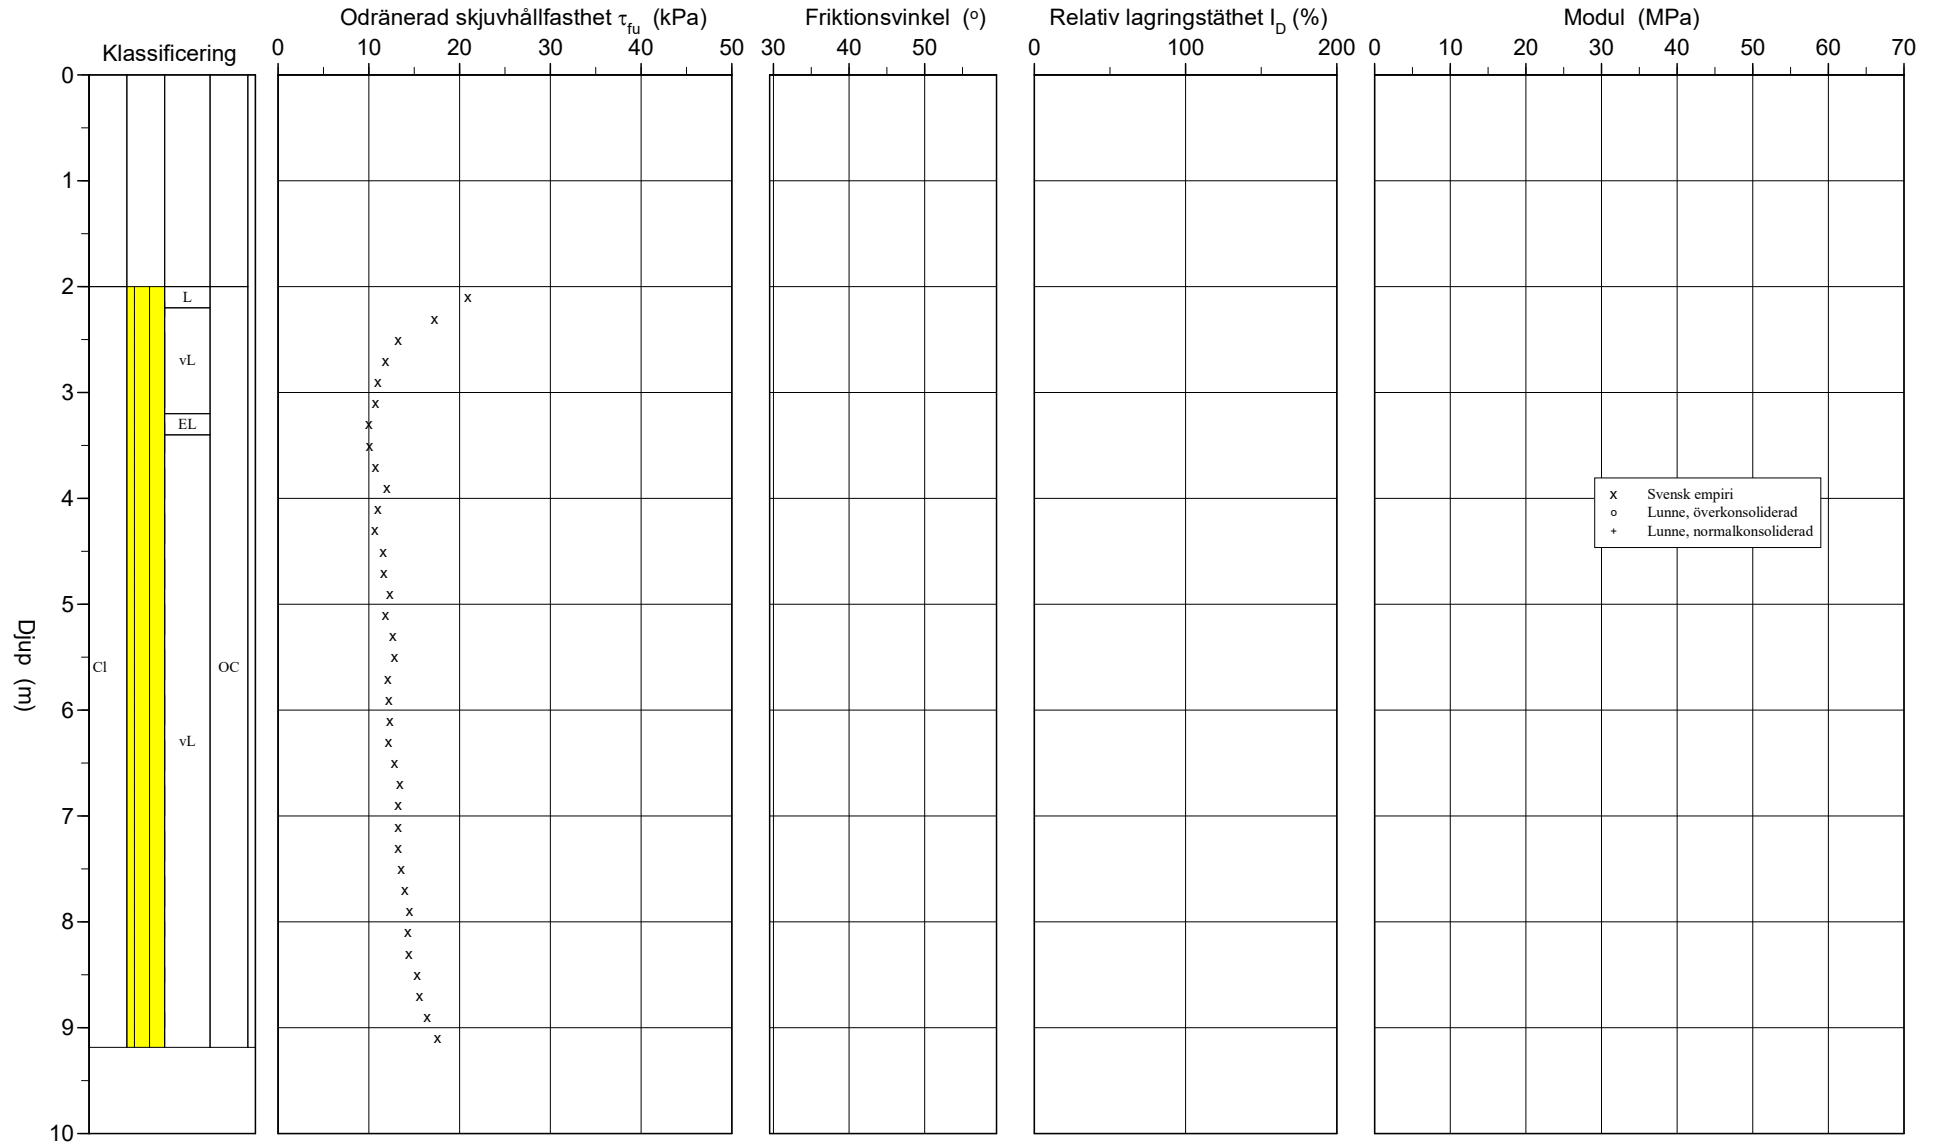 Klassificering
Odränerad skjuvhållfasthet τfu (kPa)
Friktionsvinkel (o)
Relativ lagringstäthet ID (%)
Modul (MPa)
0 10 20 30 40 50
30 40 50
0 100 200
0 10 20 30 40 50 60 70
Djup (m)
0
1
2
3
4
5
6
7
8
9
10
L
vL
EL
Cl
OC
vL
x Svensk empiri
o Lunne, överkonsoliderad
+ Lunne, normalkonsoliderad